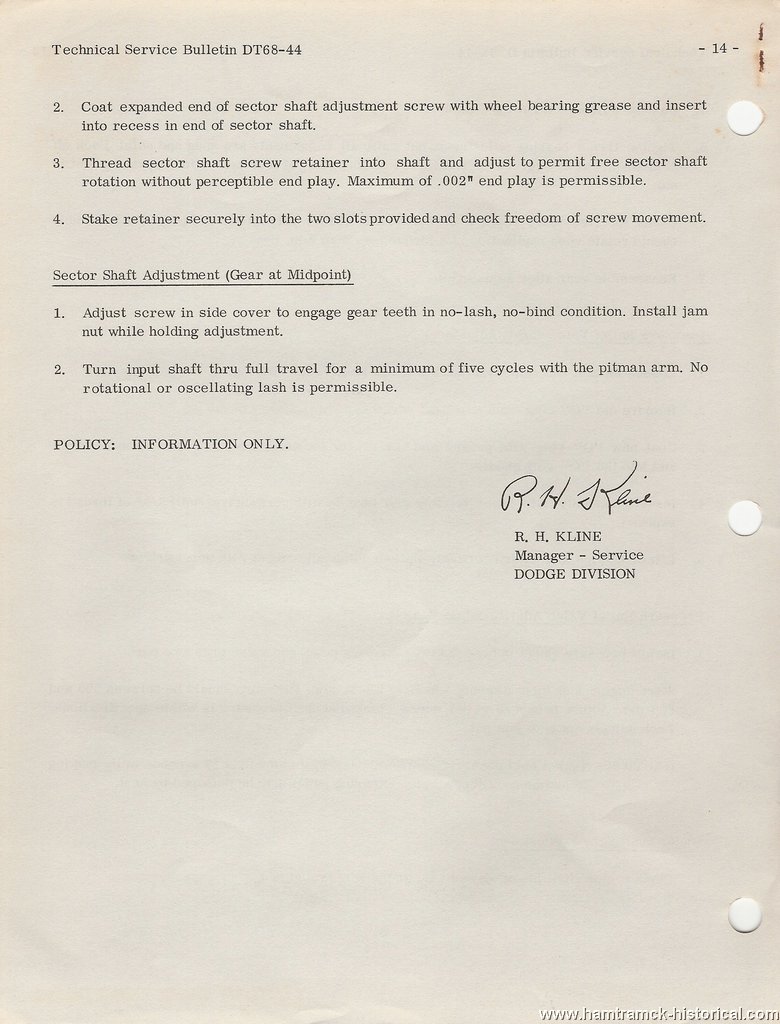 Technical Service Bulletin DT68-44
- 14 -
2. Coat expanded end of sector shaft adjustment screw with wheel bearing grease and insert
into recess in end of sector shaft.
3. Thread sector shaft screw retainer into shaft and adjust to permit free sector shaft
rotation without perceptible end play. Maximum of .002" end play is permissible.
4. Stake retainer securely into the two slots provided and check freedom of screw movement.
Sector Shaft Adjustment (Gear at Midpoint)
1. Adjust screw in side cover to engage gear teeth in no-lash, no-bind condition. Install jam
nut while holding adjustment.
2. Turn input shaft thru full travel for a minimum of five cycles with the pitman arm. No
rotational or oscellating lash is permissible.
POLICY: INFORMATION ONLY.
R. H. Kline
R. H. KLINE
Manager - Service
DODGE DIVISION
www.hamtramck-historical.com